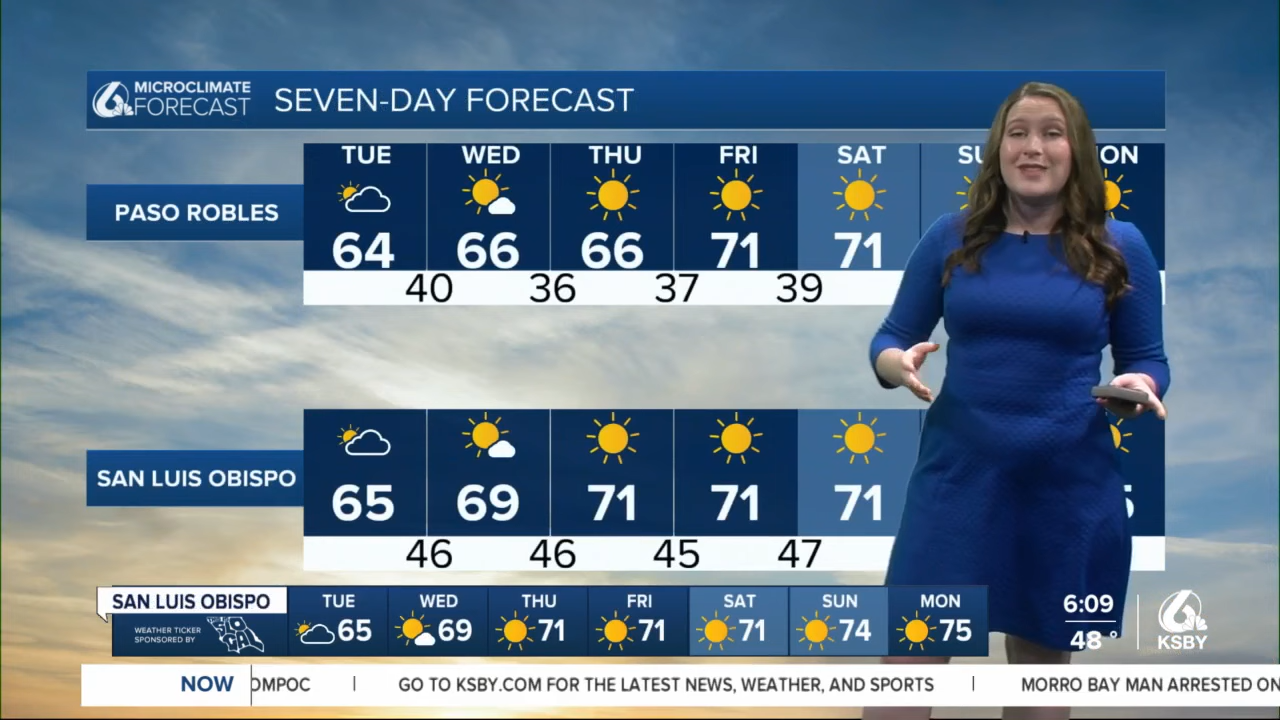 6 MICROCLIMATE
FORECAST
SEVEN-DAY FORECAST
TUE WED THU FRI SAT SU ON
PASO ROBLES
64 66 66 71 71
40 36 37 39
SAN LUIS OBISPO
65 69 71 71 71
46 46 45 47
SAN LUIS OBISPO
WEATHER TICKER
SPONSORED BY
TUE WED THU FRI SAT SUN MON
65 69 71 71 71 74 75
6:09
48°
6
KSBY
NOW
OMPOC | GO TO KSBY.COM FOR THE LATEST NEWS, WEATHER, AND SPORTS | MORRO BAY MAN ARRESTED ON